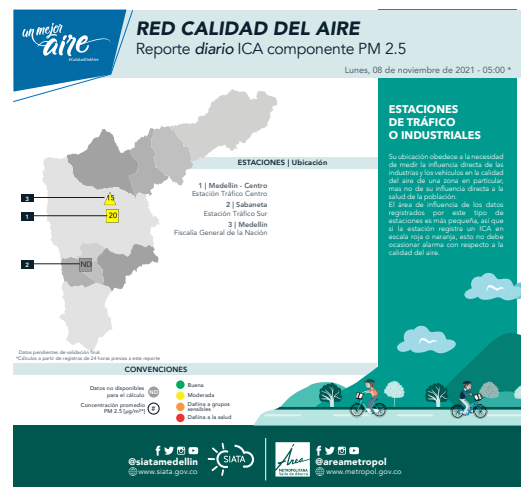 un mejor
aire
#CalidadDelAire
RED CALIDAD DEL AIRE
Reporte diario ICA componente PM 2.5
Lunes, 08 de noviembre de 2021 - 05:00 *
ESTACIONES | Ubicación
1 | Medellín - Centro
Estación Tráfico Centro
2 | Sabaneta
Estación Tráfico Sur
3 | Medellín
Fiscalía General de la Nación
3
15
1
20
2
ND
ESTACIONES
DE TRÁFICO
O INDUSTRIALES
Su ubicación obedece a la necesidad
de medir la influencia directa de las
industrias y los vehículos en la calidad
del aire de una zona en particular,
mas no de su influencia directa a la
salud de la población.
El área de influencia de los datos
registrados por este tipo de
estaciones es más pequeña, así que
si la estación registra un ICA en
escala roja o naranja, esto no debe
ocasionar alarma con respecto a la
calidad del aire.
Datos pendientes de validación final.
*Cálculos a partir de registros de 24 horas previas a este reporte
CONVENCIONES
Datos no disponibles
para el cálculo
ND
Concentración promedio
PM 2.5 [µg/m³]
#
Buena
Moderada
Dañina a grupos
sensibles
Dañina a la salud
@siatamedellin
www.siata.gov.co
SIATA
Área
METROPOLITANA
Valle de Aburrá
@areametropol
www.metropol.gov.co